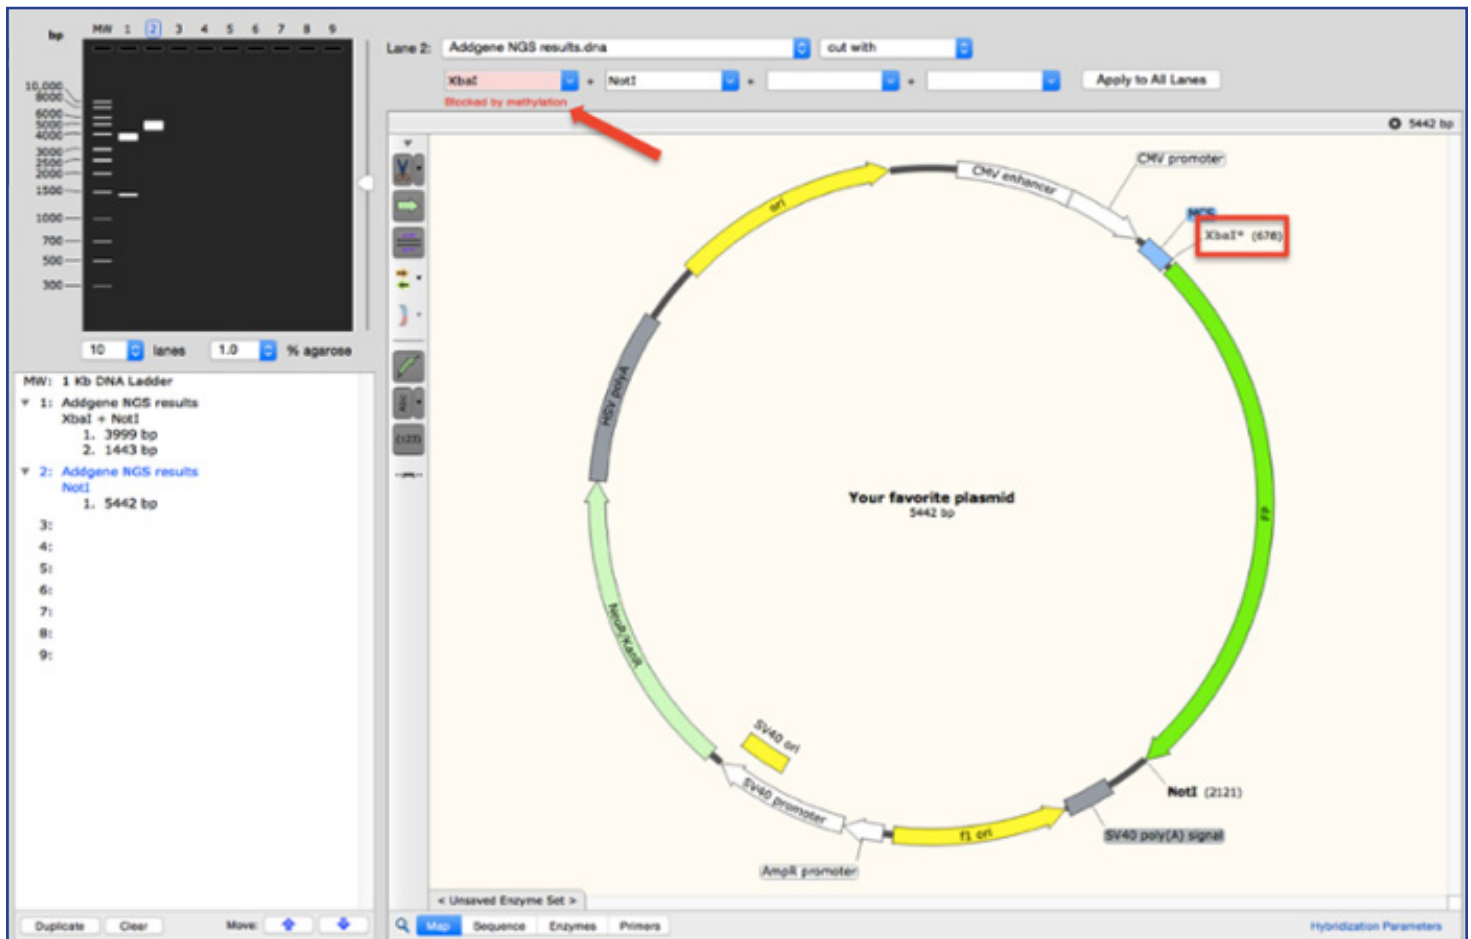 bp
MW 1 2 3 4 5 6 7 8 9
10,000
8000
6000
5000
4000
3000
2500
2000
1500
1000
700
500
300
10 lanes 1.0 % agarose
MW: 1 Kb DNA Ladder
1: Addgene NGS results
XbaI + NotI
1. 3999 bp
2. 1443 bp
2: Addgene NGS results
NotI
1. 5442 bp
3:
4:
5:
6:
7:
8:
9:
Duplicate Clear Move:
Lane 2: Addgene NGS results.dna cut with
XbaI + NotI + + Apply to All Lanes
Blocked by methylation
5442 bp
CMV promoter
CMV enhancer
MCS
XbaI* (678)
ori
HSV polyA
Your favorite plasmid
5442 bp
FP
NeoR/KanR
SV40 ori
SV40 promoter
NotI (2121)
SV40 poly(A) signal
f1 ori
AmpR promoter
Abc
(123)
< Unsaved Enzyme Set >
Map Sequence Enzymes Primers Hybridization Parameters